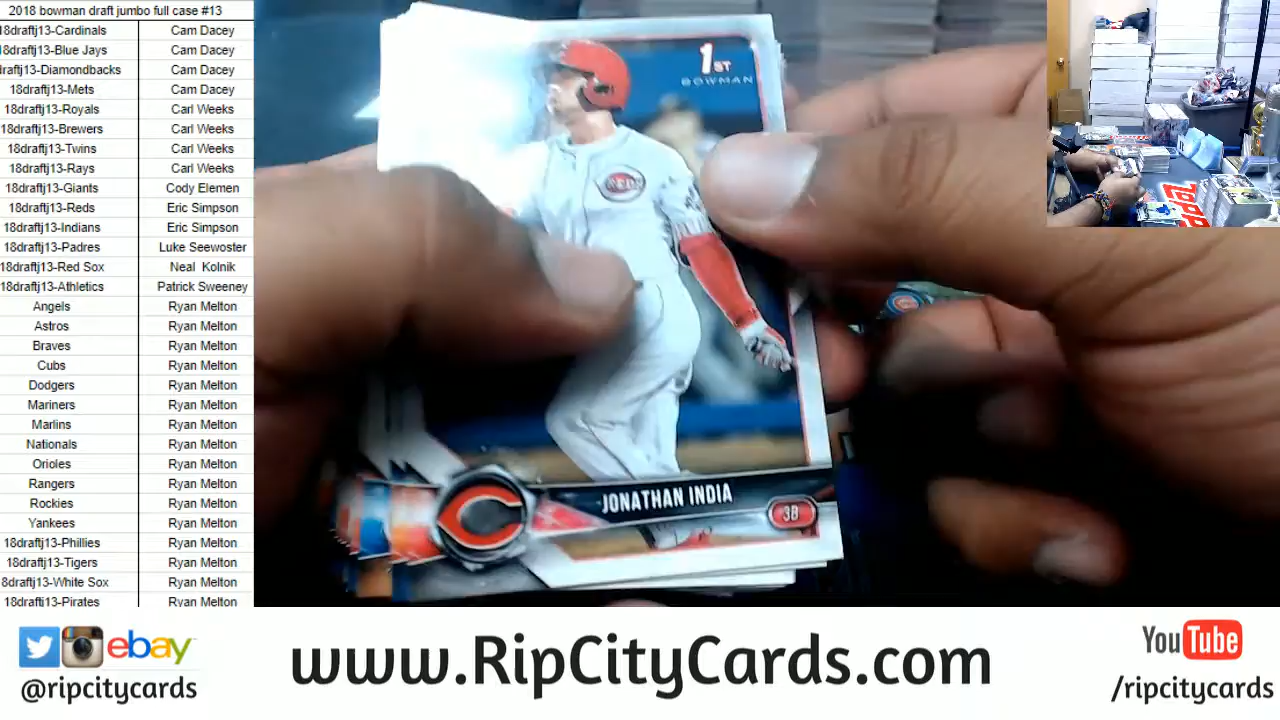 2018 bowman draft jumbo full case #13
18draftj13-Cardinals Cam Dacey
18draftj13-Blue Jays Cam Dacey
draftj13-Diamondbacks Cam Dacey
18draftj13-Mets Cam Dacey
18draftj13-Royals Carl Weeks
18draftj13-Brewers Carl Weeks
18draftj13-Twins Carl Weeks
18draftj13-Rays Carl Weeks
18draftj13-Giants Cody Elemen
18draftj13-Reds Eric Simpson
18draftj13-Indians Eric Simpson
18draftj13-Padres Luke Seewoster
18draftj13-Red Sox Neal Kolnik
18draftj13-Athletics Patrick Sweeney
Angels Ryan Melton
Astros Ryan Melton
Braves Ryan Melton
Cubs Ryan Melton
Dodgers Ryan Melton
Mariners Ryan Melton
Marlins Ryan Melton
Nationals Ryan Melton
Orioles Ryan Melton
Rangers Ryan Melton
Rockies Ryan Melton
Yankees Ryan Melton
18draftj13-Phillies Ryan Melton
18draftj13-Tigers Ryan Melton
8draftj13-White Sox Ryan Melton
18draftj13-Pirates Ryan Melton
1ST
BOWMAN
REDS
JONATHAN INDIA
3B
TOPPS
ebay
@ripcitycards
www.RipCityCards.com
YouTube
/ripcitycards